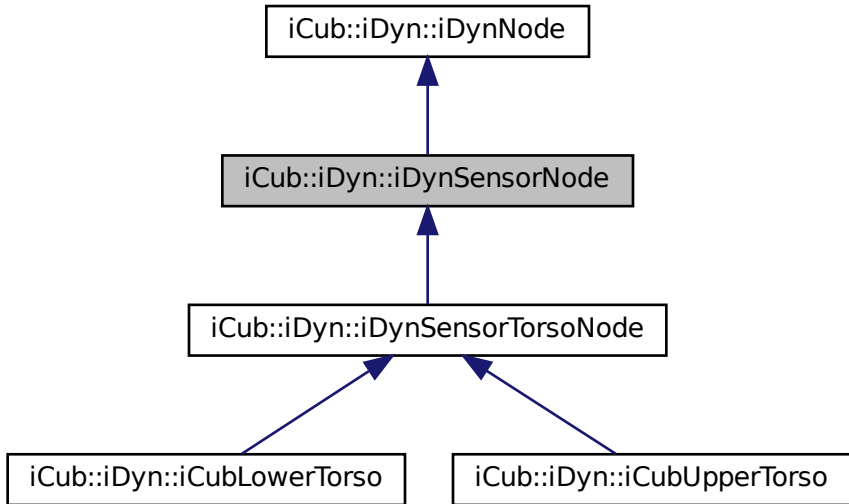 iCub::iDyn::iDynNode
iCub::iDyn::iDynSensorNode
iCub::iDyn::iDynSensorTorsoNode
iCub::iDyn::iCubLowerTorso
iCub::iDyn::iCubUpperTorso